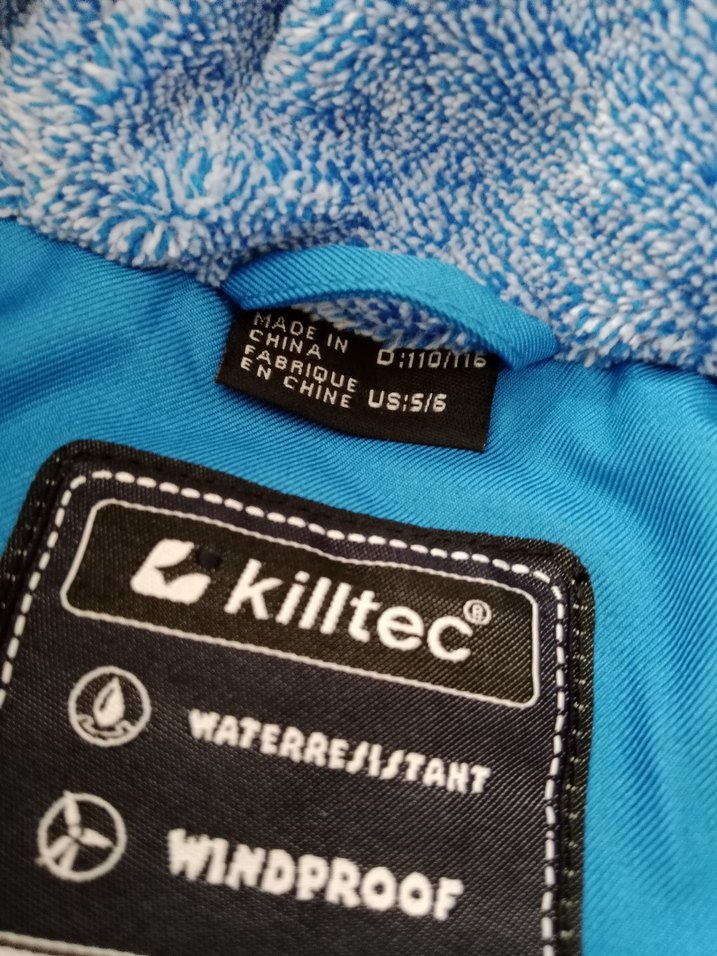 MADE IN
CHINA
FABRIQUE
EN CHINE
D:110/116
US:5/6
killtec®
WATERRESISTANT
WINDPROOF